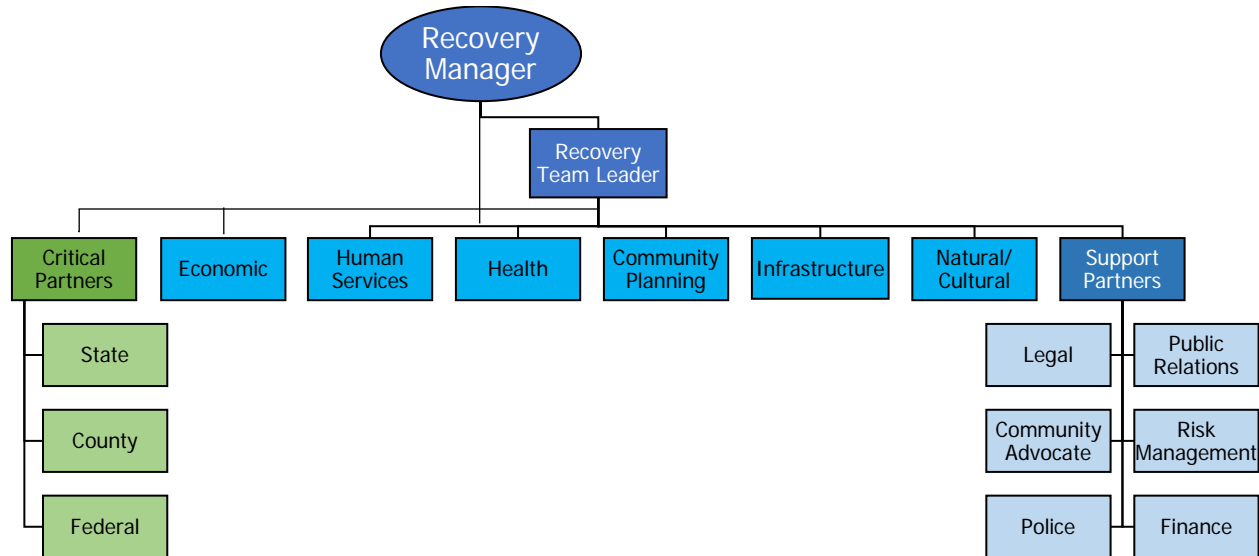 Recovery
Manager
Recovery
Team Leader
Critical
Partners
Economic
Human
Services
Health
Community
Planning
Infrastructure
Natural/
Cultural
Support
Partners
State
County
Federal
Legal
Public
Relations
Community
Advocate
Risk
Management
Police
Finance